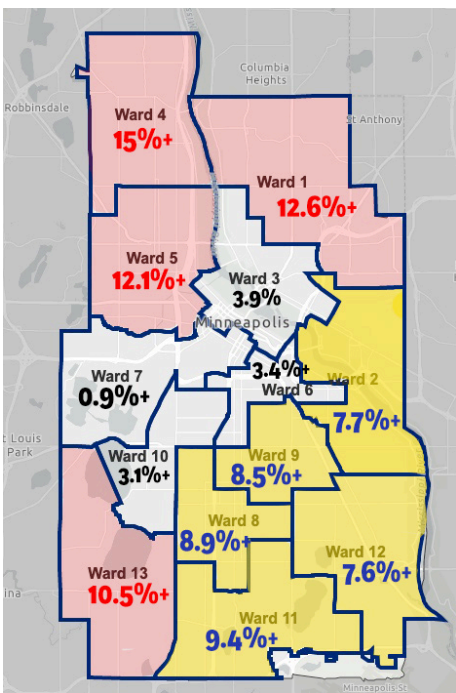 Columbia
Heights
Robbinsdale
Ward 4
15%+
St Anthony
Ward 1
12.6%+
Ward 5
12.1%+
Ward 3
3.9%
Minneapolis
3.4%+
Ward 6
Ward 7
0.9%+
Ward 2
7.7%+
t Louis
Park
Ward 10
3.1%+
Ward 9
8.5%+
Ward 8
8.9%+
Ward 12
7.6%+
Ward 13
10.5%+
ina
Ward 11
9.4%+
Minneapolis St